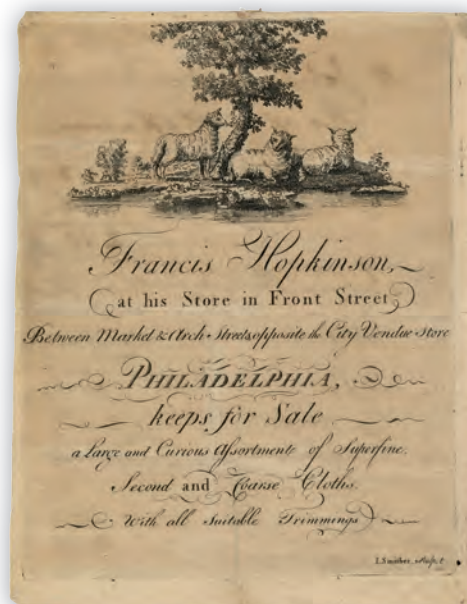 Francis Hopkinson,
at his Store in Front Street
Between Market & Arch Streets opposite the City Vendue Store
PHILADELPHIA,
keeps for Sale
a Large and Curious Assortment of Superfine,
Second and Coarse Cloths.
With all Suitable Trimmings
I. Smither,